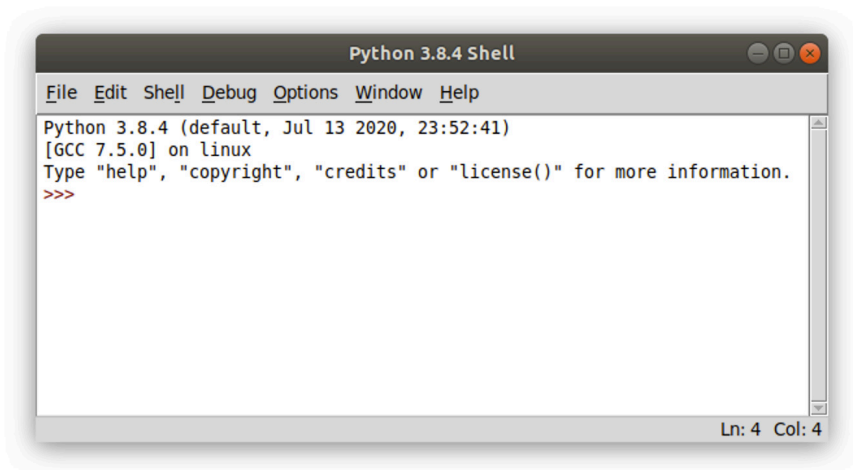 Python 3.8.4 Shell
File Edit Shell Debug Options Window Help
Python 3.8.4 (default, Jul 13 2020, 23:52:41)
[GCC 7.5.0] on linux
Type "help", "copyright", "credits" or "license()" for more information.
>>>
Ln: 4 Col: 4